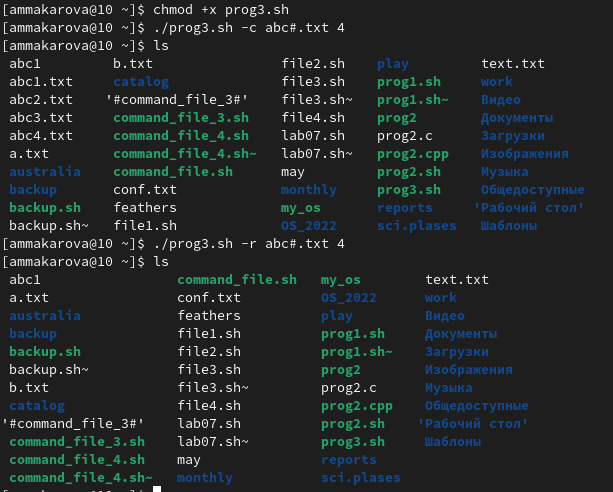 [ammakarova@10 ~]$ chmod +x prog3.sh
[ammakarova@10 ~]$ ./prog3.sh -c abc#.txt 4
[ammakarova@10 ~]$ ls
abc1 b.txt file2.sh play text.txt
abc1.txt catalog file3.sh prog1.sh work
abc2.txt '#command_file_3#' file3.sh~ prog1.sh~ Видео
abc3.txt command_file_3.sh file4.sh prog2 Документы
abc4.txt command_file_4.sh lab07.sh prog2.c Загрузки
a.txt command_file_4.sh~ lab07.sh~ prog2.cpp Изображения
australia command_file.sh may prog2.sh Музыка
backup conf.txt monthly prog3.sh Общедоступные
backup.sh feathers my_os reports 'Рабочий стол'
backup.sh~ file1.sh OS_2022 sci.plases Шаблоны
[ammakarova@10 ~]$ ./prog3.sh -r abc#.txt 4
[ammakarova@10 ~]$ ls
abc1 command_file.sh my_os text.txt
a.txt conf.txt OS_2022 work
australia feathers play Видео
backup file1.sh prog1.sh Документы
backup.sh file2.sh prog1.sh~ Загрузки
backup.sh~ file3.sh prog2 Изображения
b.txt file3.sh~ prog2.c Музыка
catalog file4.sh prog2.cpp Общедоступные
'#command_file_3#' lab07.sh prog2.sh 'Рабочий стол'
command_file_3.sh lab07.sh~ prog3.sh Шаблоны
command_file_4.sh may reports
command_file_4.sh~ monthly sci.plases
[ammakarova@10 ~]$